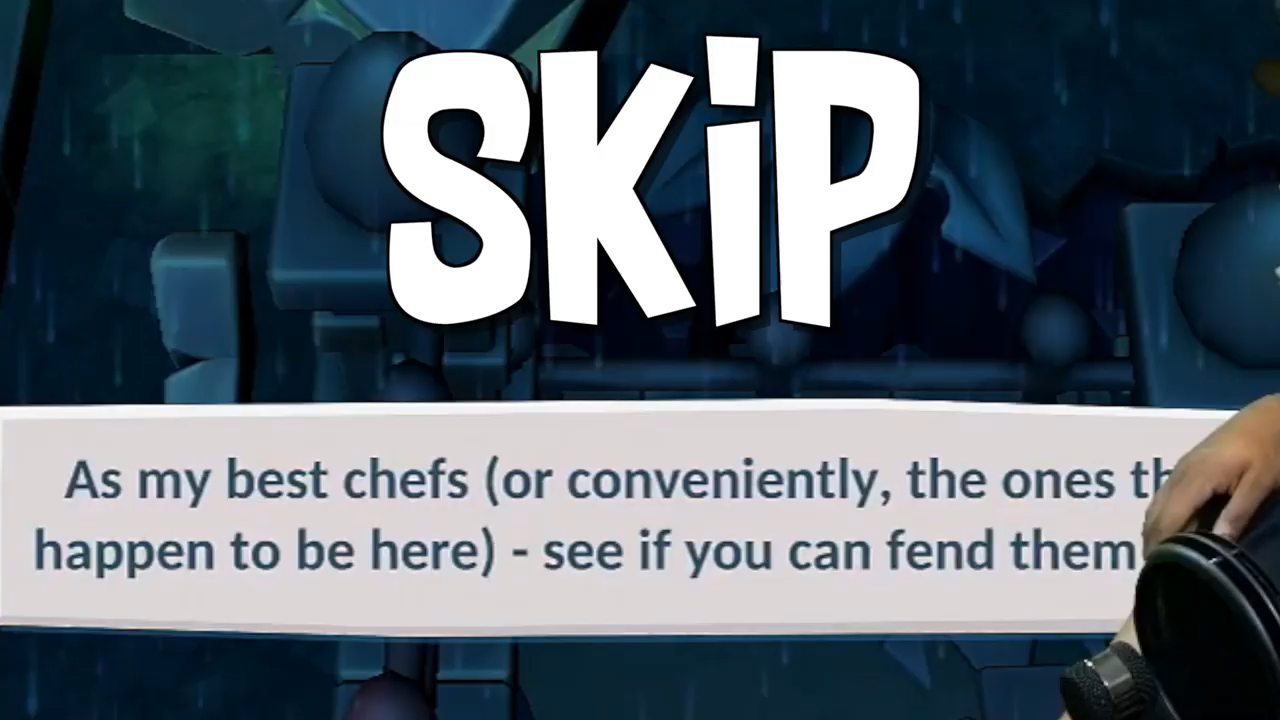 SKiP
As my best chefs (or conveniently, the ones
happen to be here) - see if you can fend them